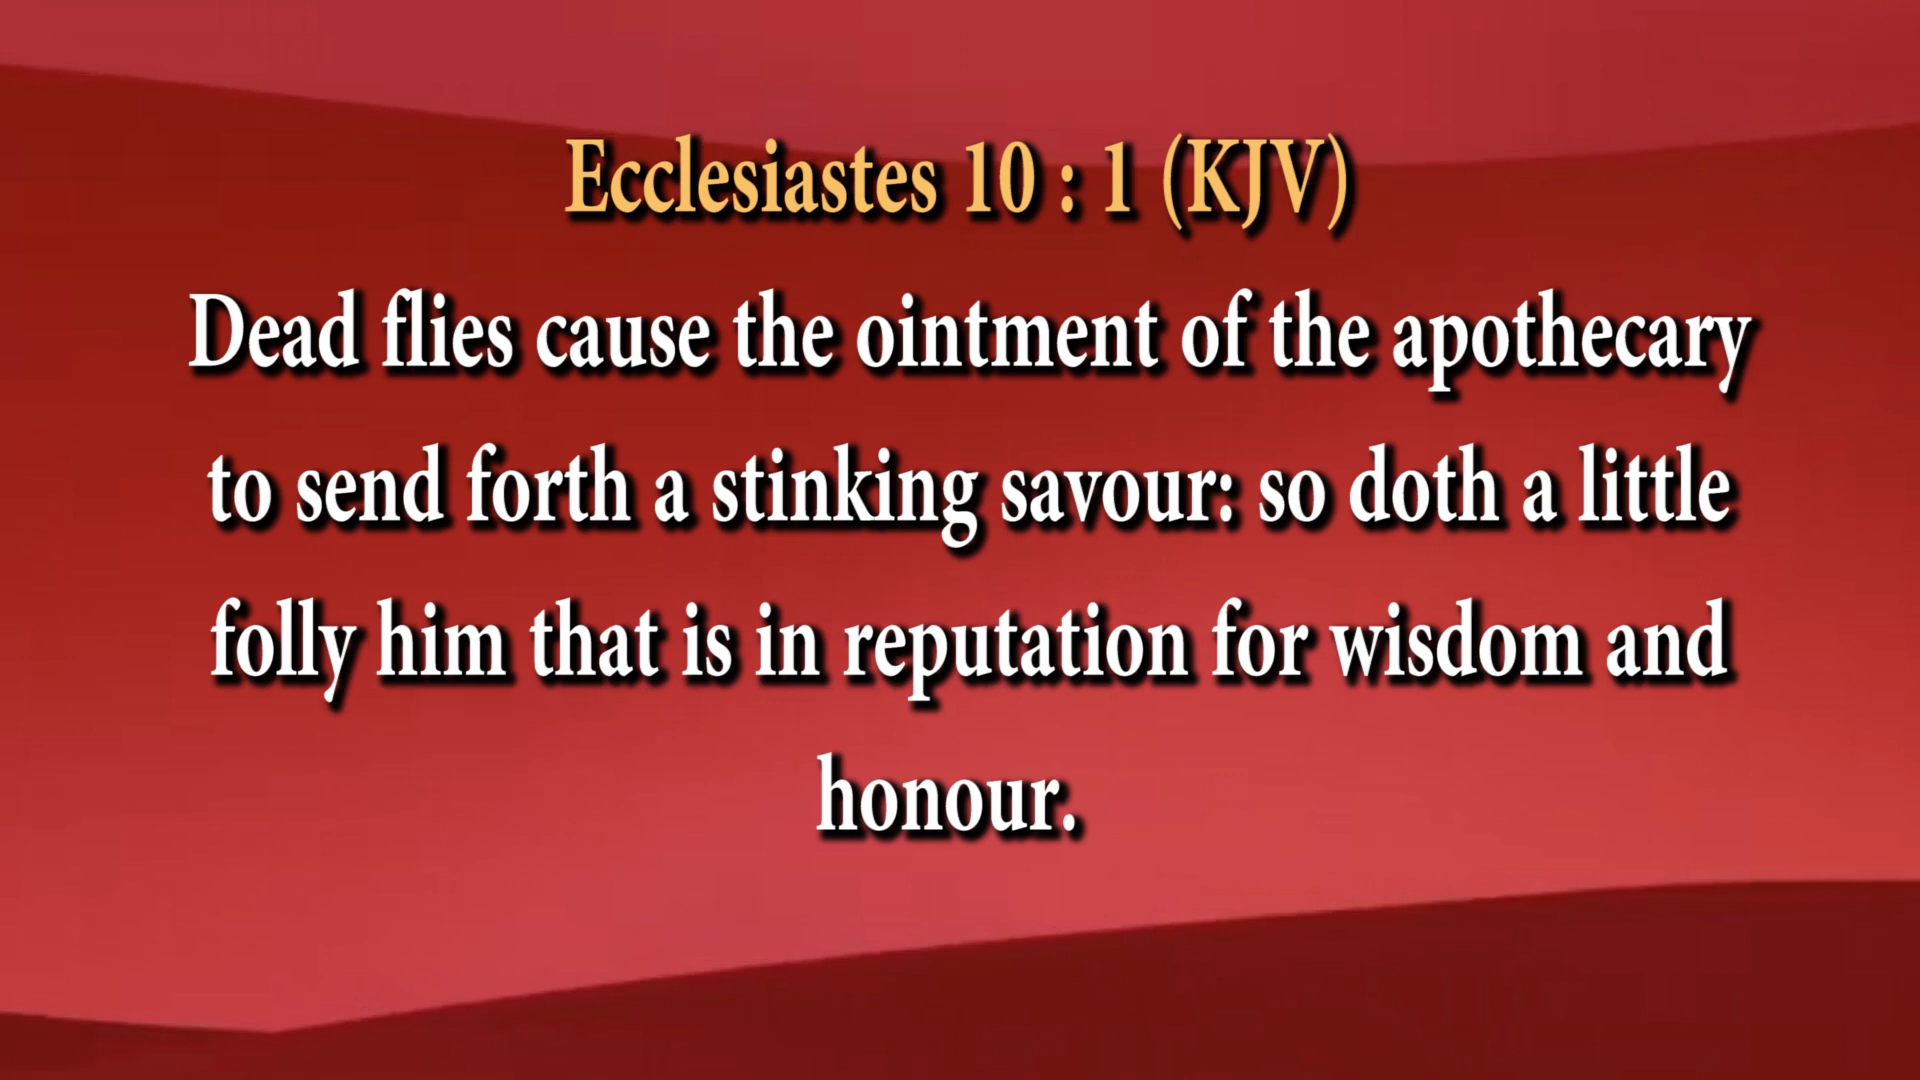 Ecclesiastes 10 : 1 (KJV)
Dead flies cause the ointment of the apothecary
to send forth a stinking savour: so doth a little
folly him that is in reputation for wisdom and
honour.